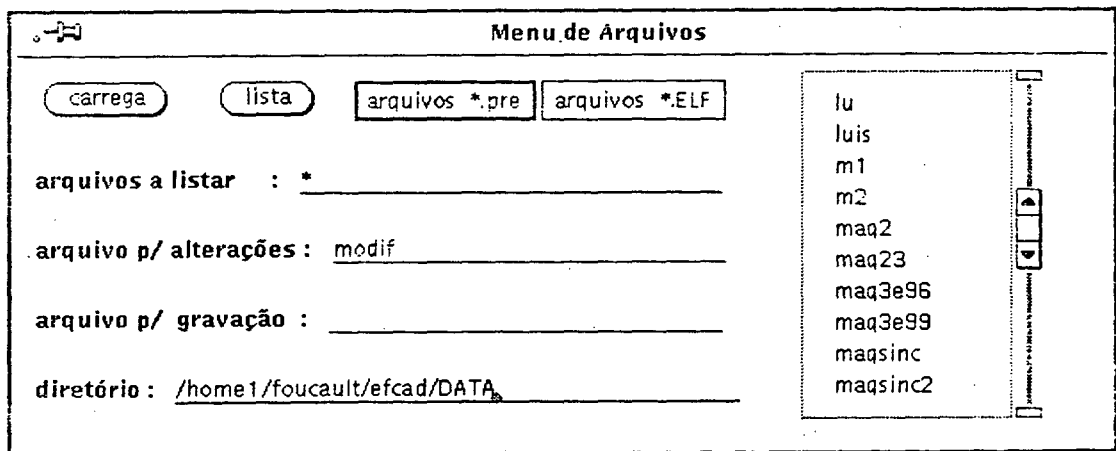 Menu de Arquivos
carrega lista arquivos *.pre arquivos *.ELF
arquivos a listar : *
arquivo p/ alterações : modif
arquivo p/ gravação :
diretório : /home1/foucault/efcad/DATA
lu
luis
m1
m2
maq2
maq23
maq3e96
maq3e99
maqsinc
maqsinc2